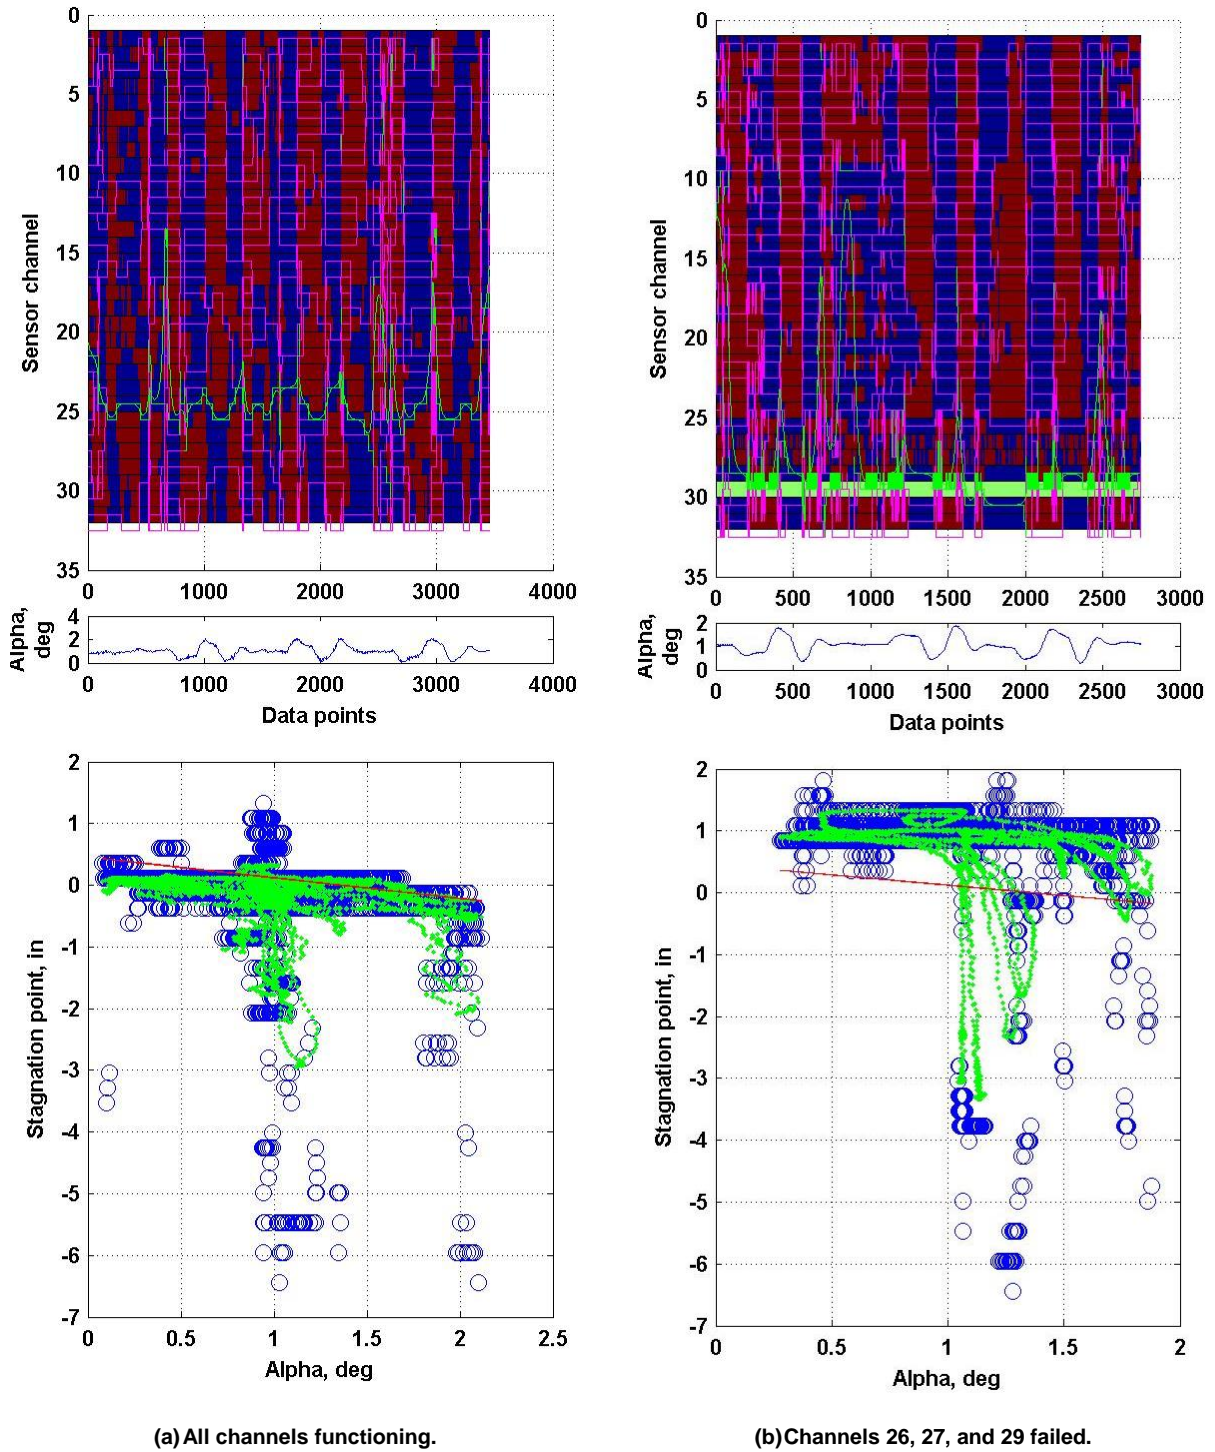 0
5
10
15
20
25
30
35
Sensor channel
0 1000 2000 3000 4000
4
2
0
Alpha, deg
0 1000 2000 3000 4000
Data points
2
1
0
-1
-2
-3
-4
-5
-6
-7
Stagnation point, in
0 0.5 1 1.5 2 2.5
Alpha, deg
(a) All channels functioning.
0
5
10
15
20
25
30
35
Sensor channel
0 500 1000 1500 2000 2500 3000
2
1
0
Alpha, deg
0 500 1000 1500 2000 2500 3000
Data points
2
1
0
-1
-2
-3
-4
-5
-6
-7
Stagnation point, in
0 0.5 1 1.5 2
Alpha, deg
(b) Channels 26, 27, and 29 failed.